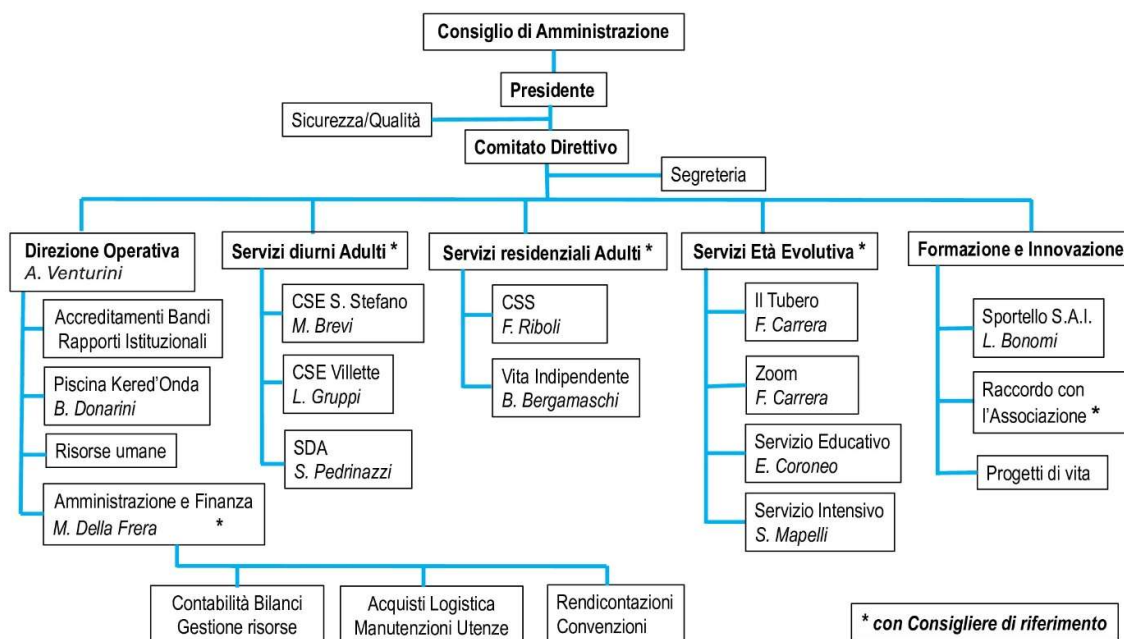 Consiglio di Amministrazione
Presidente
Sicurezza/Qualità
Comitato Direttivo
Segreteria
Direzione Operativa
A. Venturini
Accreditamenti Bandi
Rapporti Istituzionali
Piscina Kered'Onda
B. Donarini
Risorse umane
Amministrazione e Finanza
M. Della Frera *
Contabilità Bilanci
Gestione risorse
Acquisti Logistica
Manutenzioni Utenze
Rendicontazioni
Convenzioni
Servizi diurni Adulti *
CSE S. Stefano
M. Brevi
CSE Villette
L. Gruppi
SDA
S. Pedrinazzi
Servizi residenziali Adulti *
CSS
F. Riboli
Vita Indipendente
B. Bergamaschi
Servizi Età Evolutiva *
Il Tubero
F. Carrera
Zoom
F. Carrera
Servizio Educativo
E. Coroneo
Servizio Intensivo
S. Mapelli
Formazione e Innovazione
Sportello S.A.I.
L. Bonomi
Raccordo con
l'Associazione *
Progetti di vita
* con Consigliere di riferimento